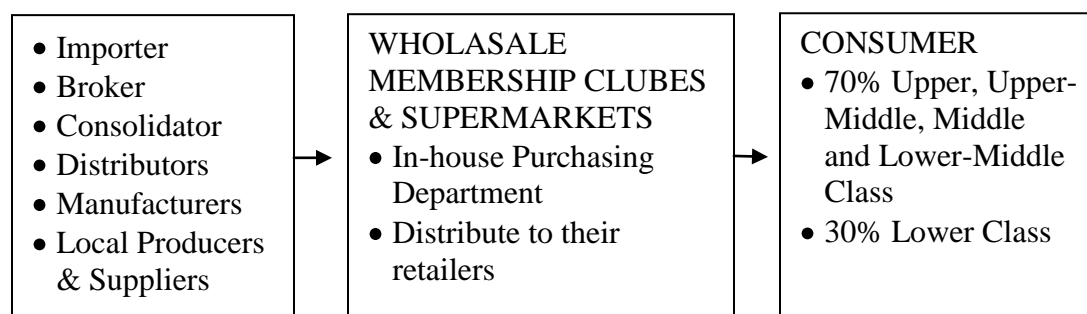 • Importer
• Broker
• Consolidator
• Distributors
• Manufacturers
• Local Producers
& Suppliers
WHOLASALE
MEMBERSHIP CLUBES
& SUPERMARKETS
• In-house Purchasing
Department
• Distribute to their
retailers
CONSUMER
• 70% Upper, Upper-
Middle, Middle
and Lower-Middle
Class
• 30% Lower Class